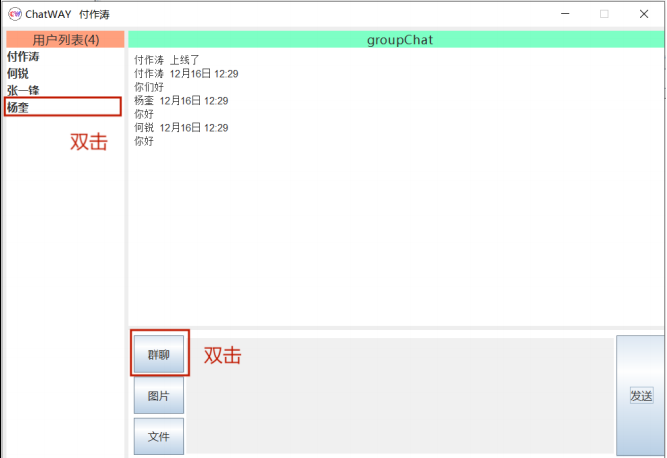 CW ChatWAY 付作涛
用户列表(4)
付作涛
何锐
张一锋
杨奎
双击
groupChat
付作涛 上线了
付作涛 12月16日 12:29
你们好
杨奎 12月16日 12:29
你好
何锐 12月16日 12:29
你好
群聊
双击
图片
文件
发送